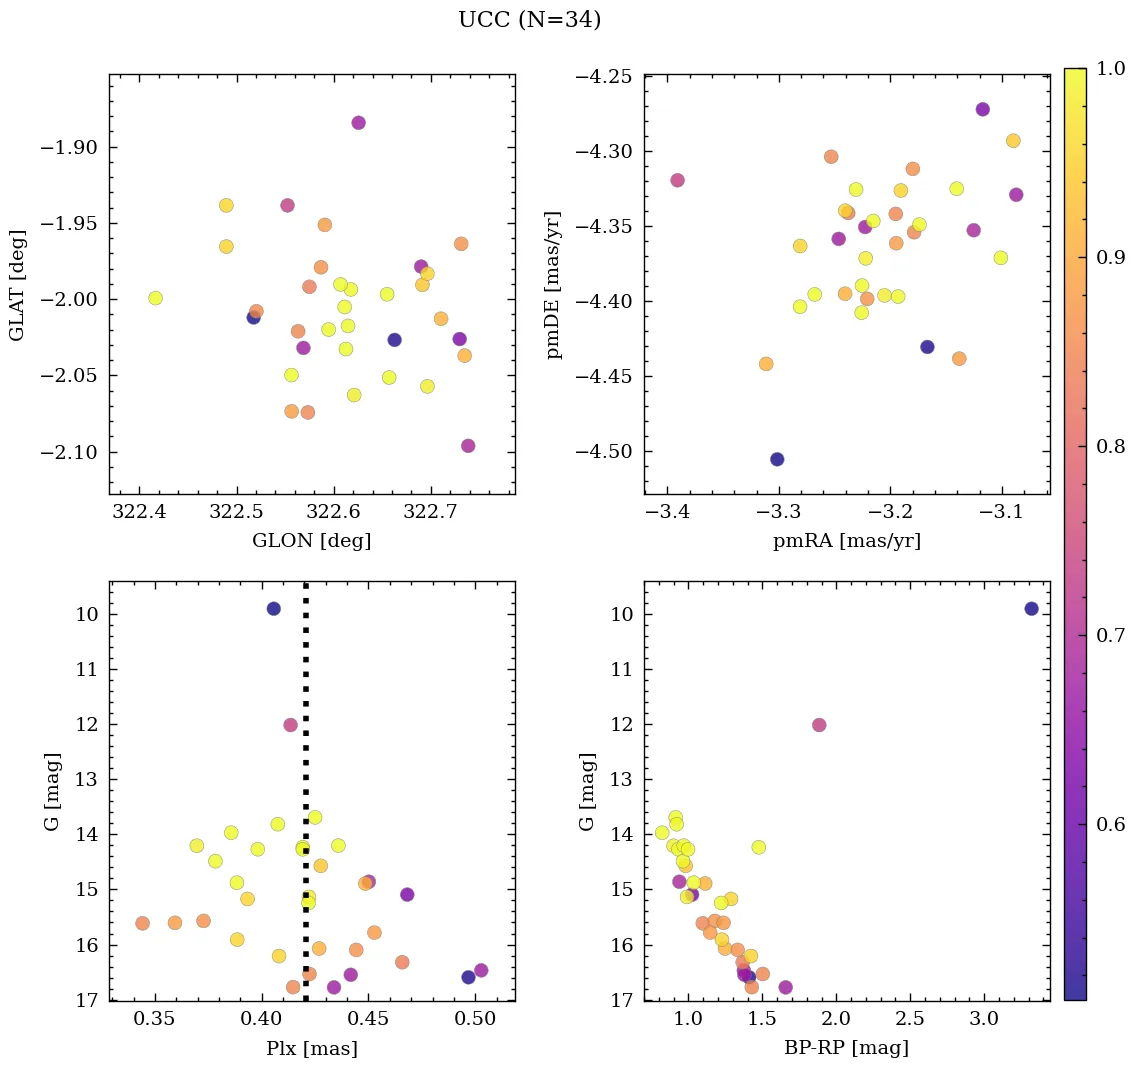 UCC (N=34)
−1.90
−1.95
−2.00
−2.05
−2.10
GLAT [deg]
322.4 322.5 322.6 322.7
GLON [deg]
−4.25
−4.30
−4.35
−4.40
−4.45
−4.50
pmDE [mas/yr]
−3.4 −3.3 −3.2 −3.1
pmRA [mas/yr]
10
11
12
13
14
15
16
17
G [mag]
0.35 0.40 0.45 0.50
Plx [mas]
10
11
12
13
14
15
16
17
G [mag]
1.0 1.5 2.0 2.5 3.0
BP-RP [mag]
1.0
0.9
0.8
0.7
0.6